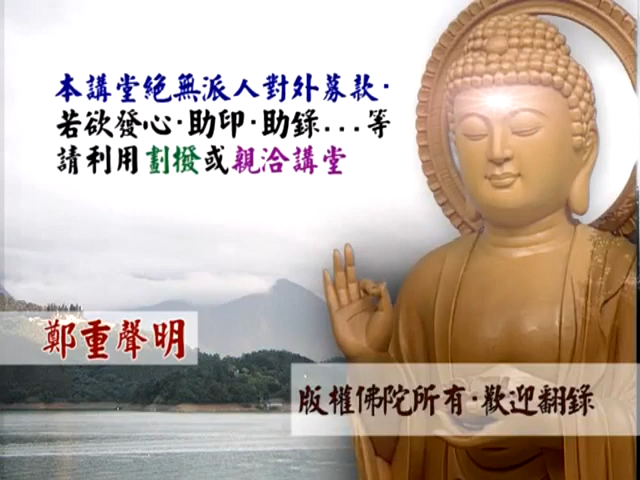 本講堂絕無派人對外募款·
若欲發心·助印·助錄...等
請利用劃撥或親洽講堂
鄭重聲明
版權佛陀所有·歡迎翻錄